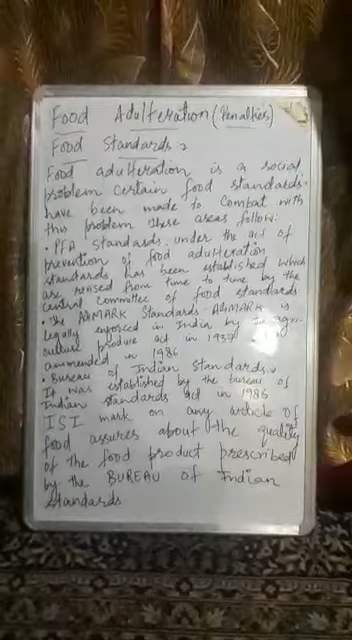 Food Adulteration (Penalties)
Food Standards :
Food adulteration is a social
problem certain food standards
have been made to combat with
this problem these areas follow:
• PFA standards. under the act of
prevention of food adulteration
standards has been established which
are revised from time to time by the
central committee of food standards
• The AGMARK Standards. AGMARK is
legally enforced in India by the agri-
culture produce act in 1937
ammended in 1986
• Bureau of Indian Standards.
It was established by the bureau of
Indian standards act in 1986
ISI mark on any article of
food assures about the quality
of the food product prescribed
by the BUREAU of Indian
standards